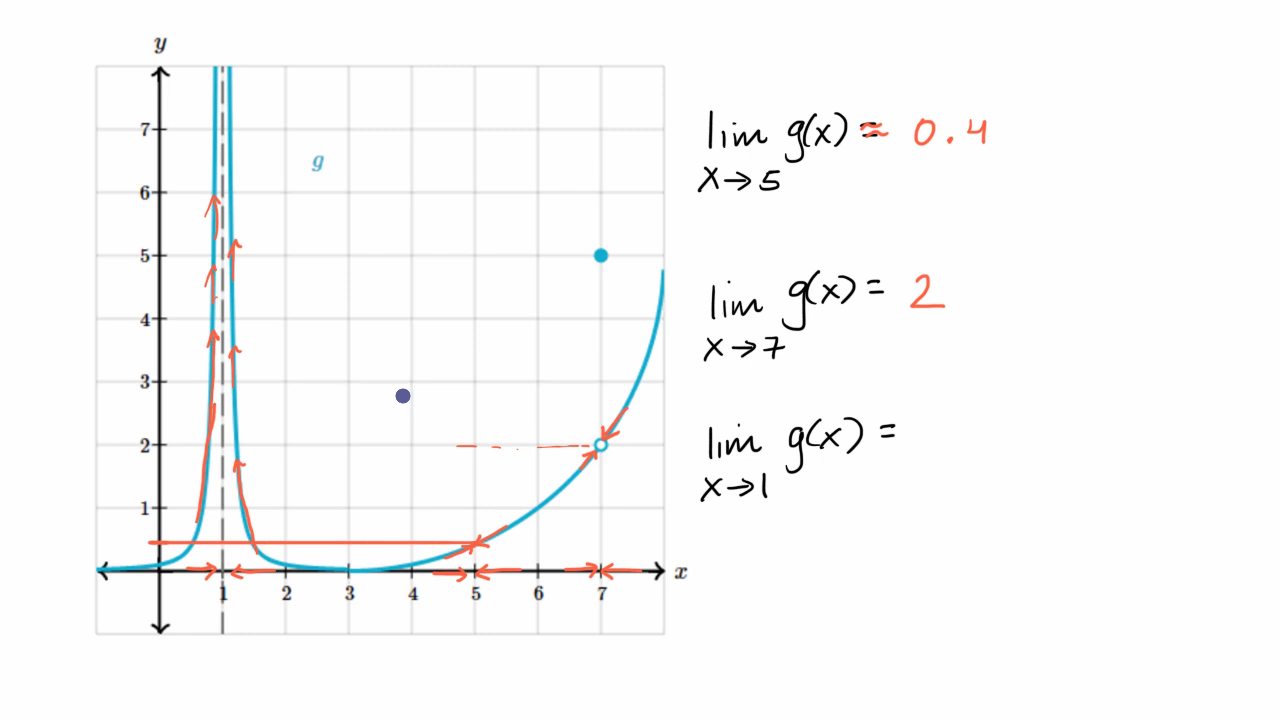 y
7
6
5
4
3
2
1
g
1 2 3 4 5 6 7 x
lim g(x) ≈ 0.4
x→5
lim g(x) = 2
x→7
lim g(x) =
x→1